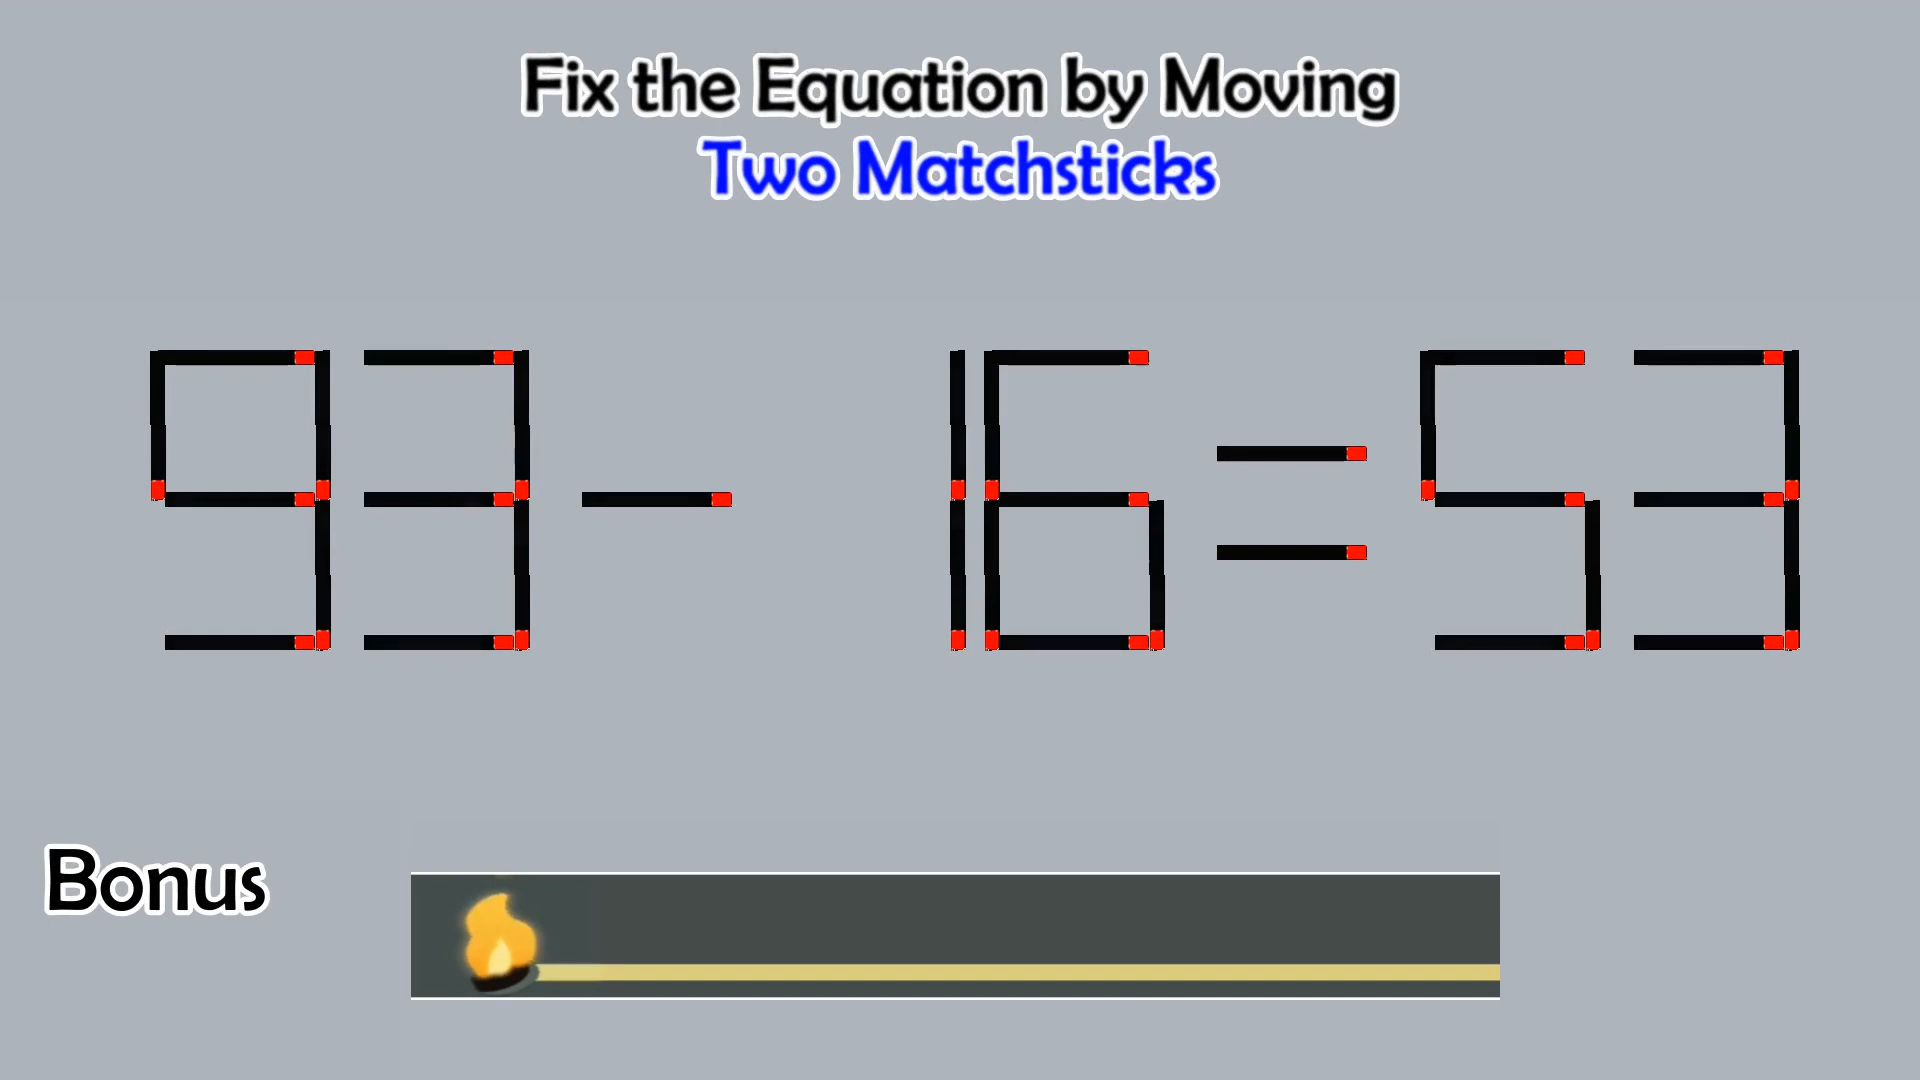 Fix the Equation by Moving
Two Matchsticks
93 - 16 = 53
Bonus